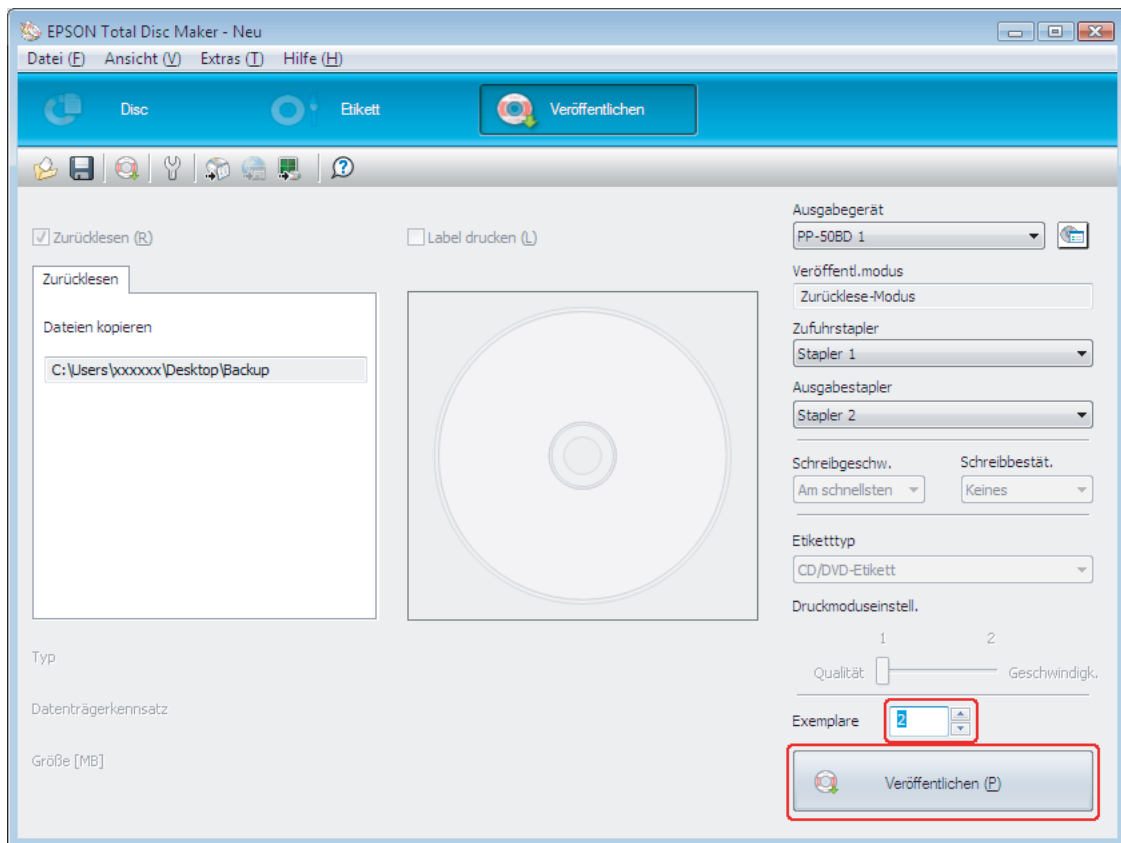 EPSON Total Disc Maker - Neu
Datei (F) Ansicht (V) Extras (T) Hilfe (H)
Disc Etikett Veröffentlichen
Zurücklesen (R)
Label drucken (L)
Zurücklesen
Dateien kopieren
C:\Users\xxxxxx\Desktop\Backup
Typ
Datenträgerkennsatz
Größe [MB]
Ausgabegerät
PP-50BD 1
Veröffentl.modus
Zurücklese-Modus
Zufuhrstapler
Stapler 1
Ausgabestapler
Stapler 2
Schreibgeschw. Schreibbestät.
Am schnellsten Keines
Etiketttyp
CD/DVD-Etikett
Druckmoduseinstell.
1 2
Qualität Geschwindigk.
Exemplare 2
Veröffentlichen (P)